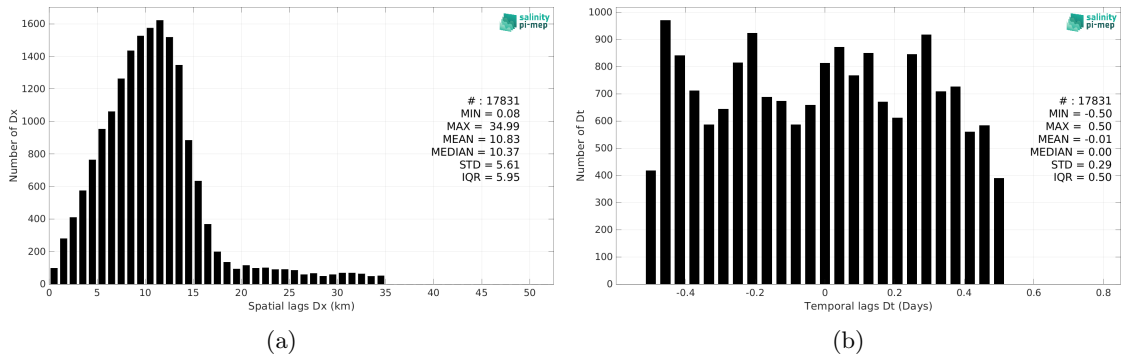 1600
1400
1200
1000
800
600
400
200
0
Number of Dx
salinity
pi-mep
# : 17831
MIN = 0.08
MAX = 34.99
MEAN = 10.83
MEDIAN = 10.37
STD = 5.61
IQR = 5.95
0 5 10 15 20 25 30 35 40 45 50
Spatial lags Dx (km)
(a)
1000
900
800
700
600
500
400
300
200
100
0
Number of Dt
salinity
pi-mep
# : 17831
MIN = -0.50
MAX = 0.50
MEAN = -0.01
MEDIAN = 0.00
STD = 0.29
IQR = 0.50
-0.4 -0.2 0 0.2 0.4 0.6 0.8
Temporal lags Dt (Days)
(b)